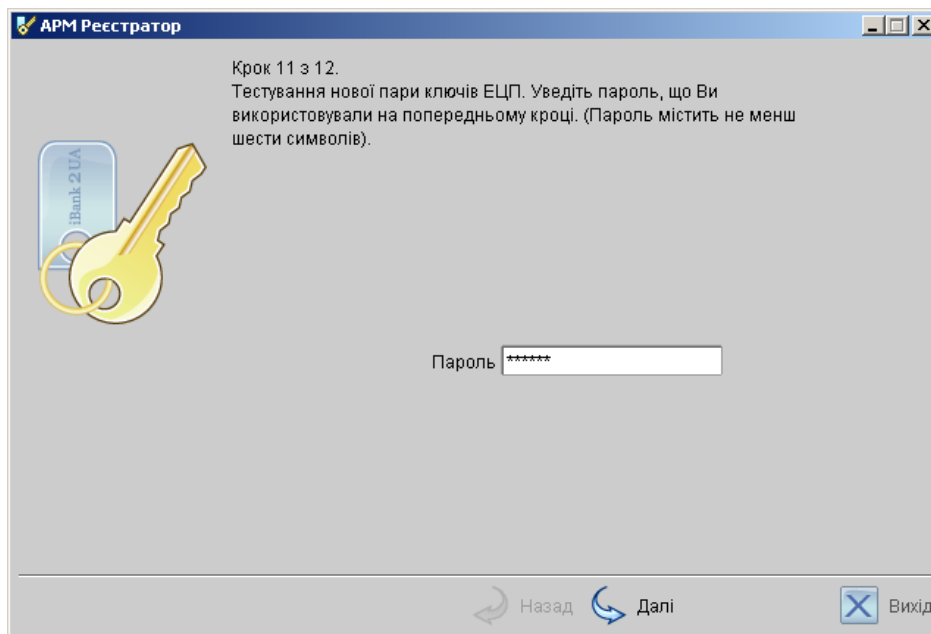 АРМ Реєстратор
Крок 11 з 12.
Тестування нової пари ключів ЕЦП. Уведіть пароль, що Ви
використовували на попередньому кроці. (Пароль містить не менш
шести символів).
iBank 2 UA
Пароль ******
Назад Далі Вихід